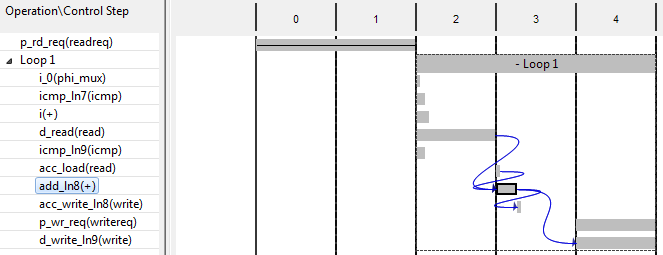 Operation\Control Step
0 1 2 3 4
p_rd_req(readreq)
Loop 1
- Loop 1
i_0(phi_mux)
icmp_ln7(icmp)
i(+)
d_read(read)
icmp_ln9(icmp)
acc_load(read)
add_ln8(+)
acc_write_ln8(write)
p_wr_req(writereq)
d_write_ln9(write)